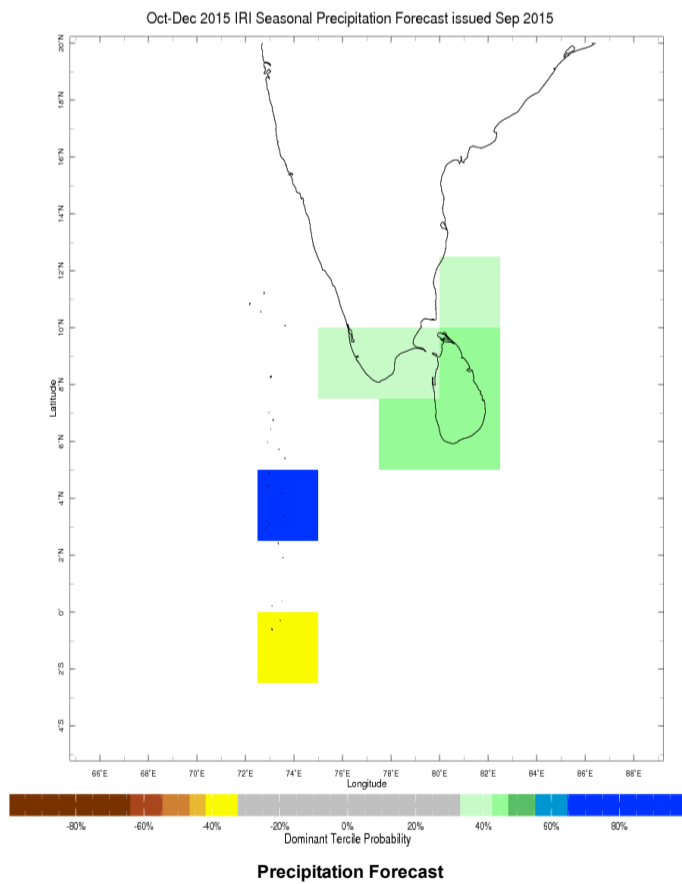 Oct-Dec 2015 IRI Seasonal Precipitation Forecast issued Sep 2015
20°N
18°N
16°N
14°N
12°N
10°N
8°N
6°N
4°N
2°N
0°
2°S
4°S
Latitude
66°E 68°E 70°E 72°E 74°E 76°E 78°E 80°E 82°E 84°E 86°E 88°E
Longitude
-80% -60% -40% -20% 0% 20% 40% 60% 80%
Dominant Tercile Probability
Precipitation Forecast